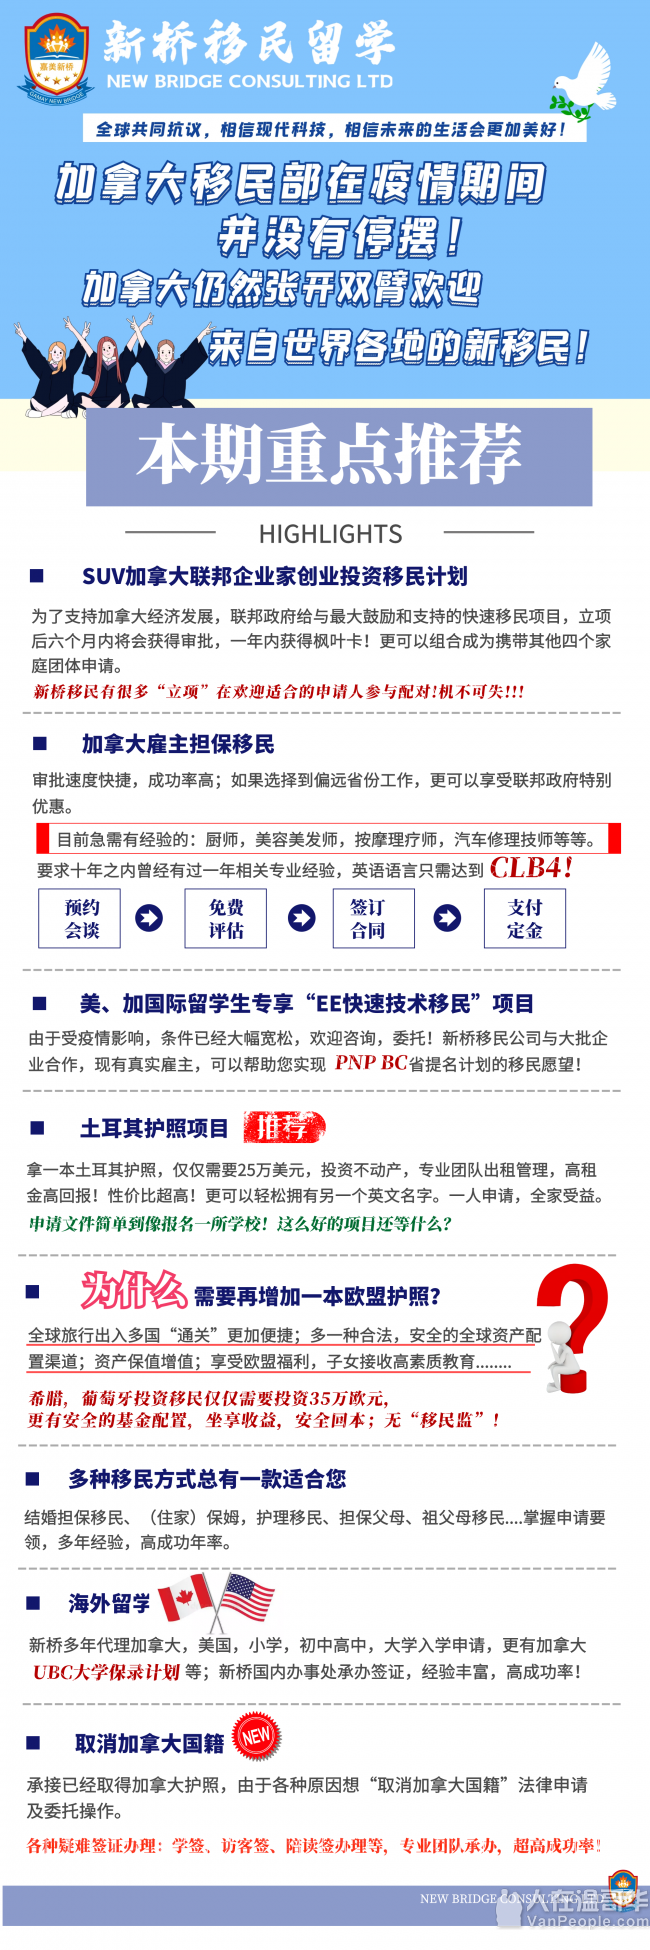 嘉美新桥
GAMAY NEW BRIDGE
新桥移民留学
NEW BRIDGE CONSULTING LTD
全球共同抗议，相信现代科技，相信未来的生活会更加美好！
加拿大移民部在疫情期间
并没有停摆！
加拿大仍然张开双臂欢迎
来自世界各地的新移民！
本期重点推荐
HIGHLIGHTS
SUV加拿大联邦企业家创业投资移民计划
为了支持加拿大经济发展，联邦政府给与最大鼓励和支持的快速移民项目，立项
后六个月内将会获得审批，一年内获得枫叶卡！更可以组合成为携带其他四个家
庭团体申请。
新桥移民有很多“立项”在欢迎适合的申请人参与配对!机不可失!!!
加拿大雇主担保移民
审批速度快捷，成功率高；如果选择到偏远省份工作，更可以享受联邦政府特别
优惠。
目前急需有经验的：厨师，美容美发师，按摩理疗师，汽车修理技师等等。
要求十年之内曾经有过一年相关专业经验，英语语言只需达到 CLB4！
预约 免费 签订 支付
会谈 评估 合同 定金
美、加国际留学生专享“EE快速技术移民”项目
由于受疫情影响，条件已经大幅宽松，欢迎咨询，委托！新桥移民公司与大批企
业合作，现有真实雇主，可以帮助您实现 PNP BC省提名计划的移民愿望！
土耳其护照项目 推荐
拿一本土耳其护照，仅仅需要25万美元，投资不动产，专业团队出租管理，高租
金高回报！性价比超高！更可以轻松拥有另一个英文名字。一人申请，全家受益。
申请文件简单到像报名一所学校！这么好的项目还等什么？
为什么 需要再增加一本欧盟护照？
全球旅行出入多国“通关”更加便捷；多一种合法，安全的全球资产配
置渠道；资产保值增值；享受欧盟福利，子女接收高素质教育........
希腊，葡萄牙投资移民仅仅需要投资35万欧元，
更有安全的基金配置，坐享收益，安全回本；无“移民监”！
多种移民方式总有一款适合您
结婚担保移民、（住家）保姆，护理移民、担保父母、祖父母移民....掌握申请要
领，多年经验，高成功年率。
海外留学
新桥多年代理加拿大，美国，小学，初中高中，大学入学申请，更有加拿大
UBC大学保录计划 等；新桥国内办事处承办签证，经验丰富，高成功率！
取消加拿大国籍 NEW
承接已经取得加拿大护照，由于各种原因想“取消加拿大国籍”法律申请
及委托操作。
各种疑难签证办理：学签、访客签、陪读签办理等，专业团队承办，超高成功率！
NEW BRIDGE CONSULTING LTD
人在温哥华
VanPeople.com